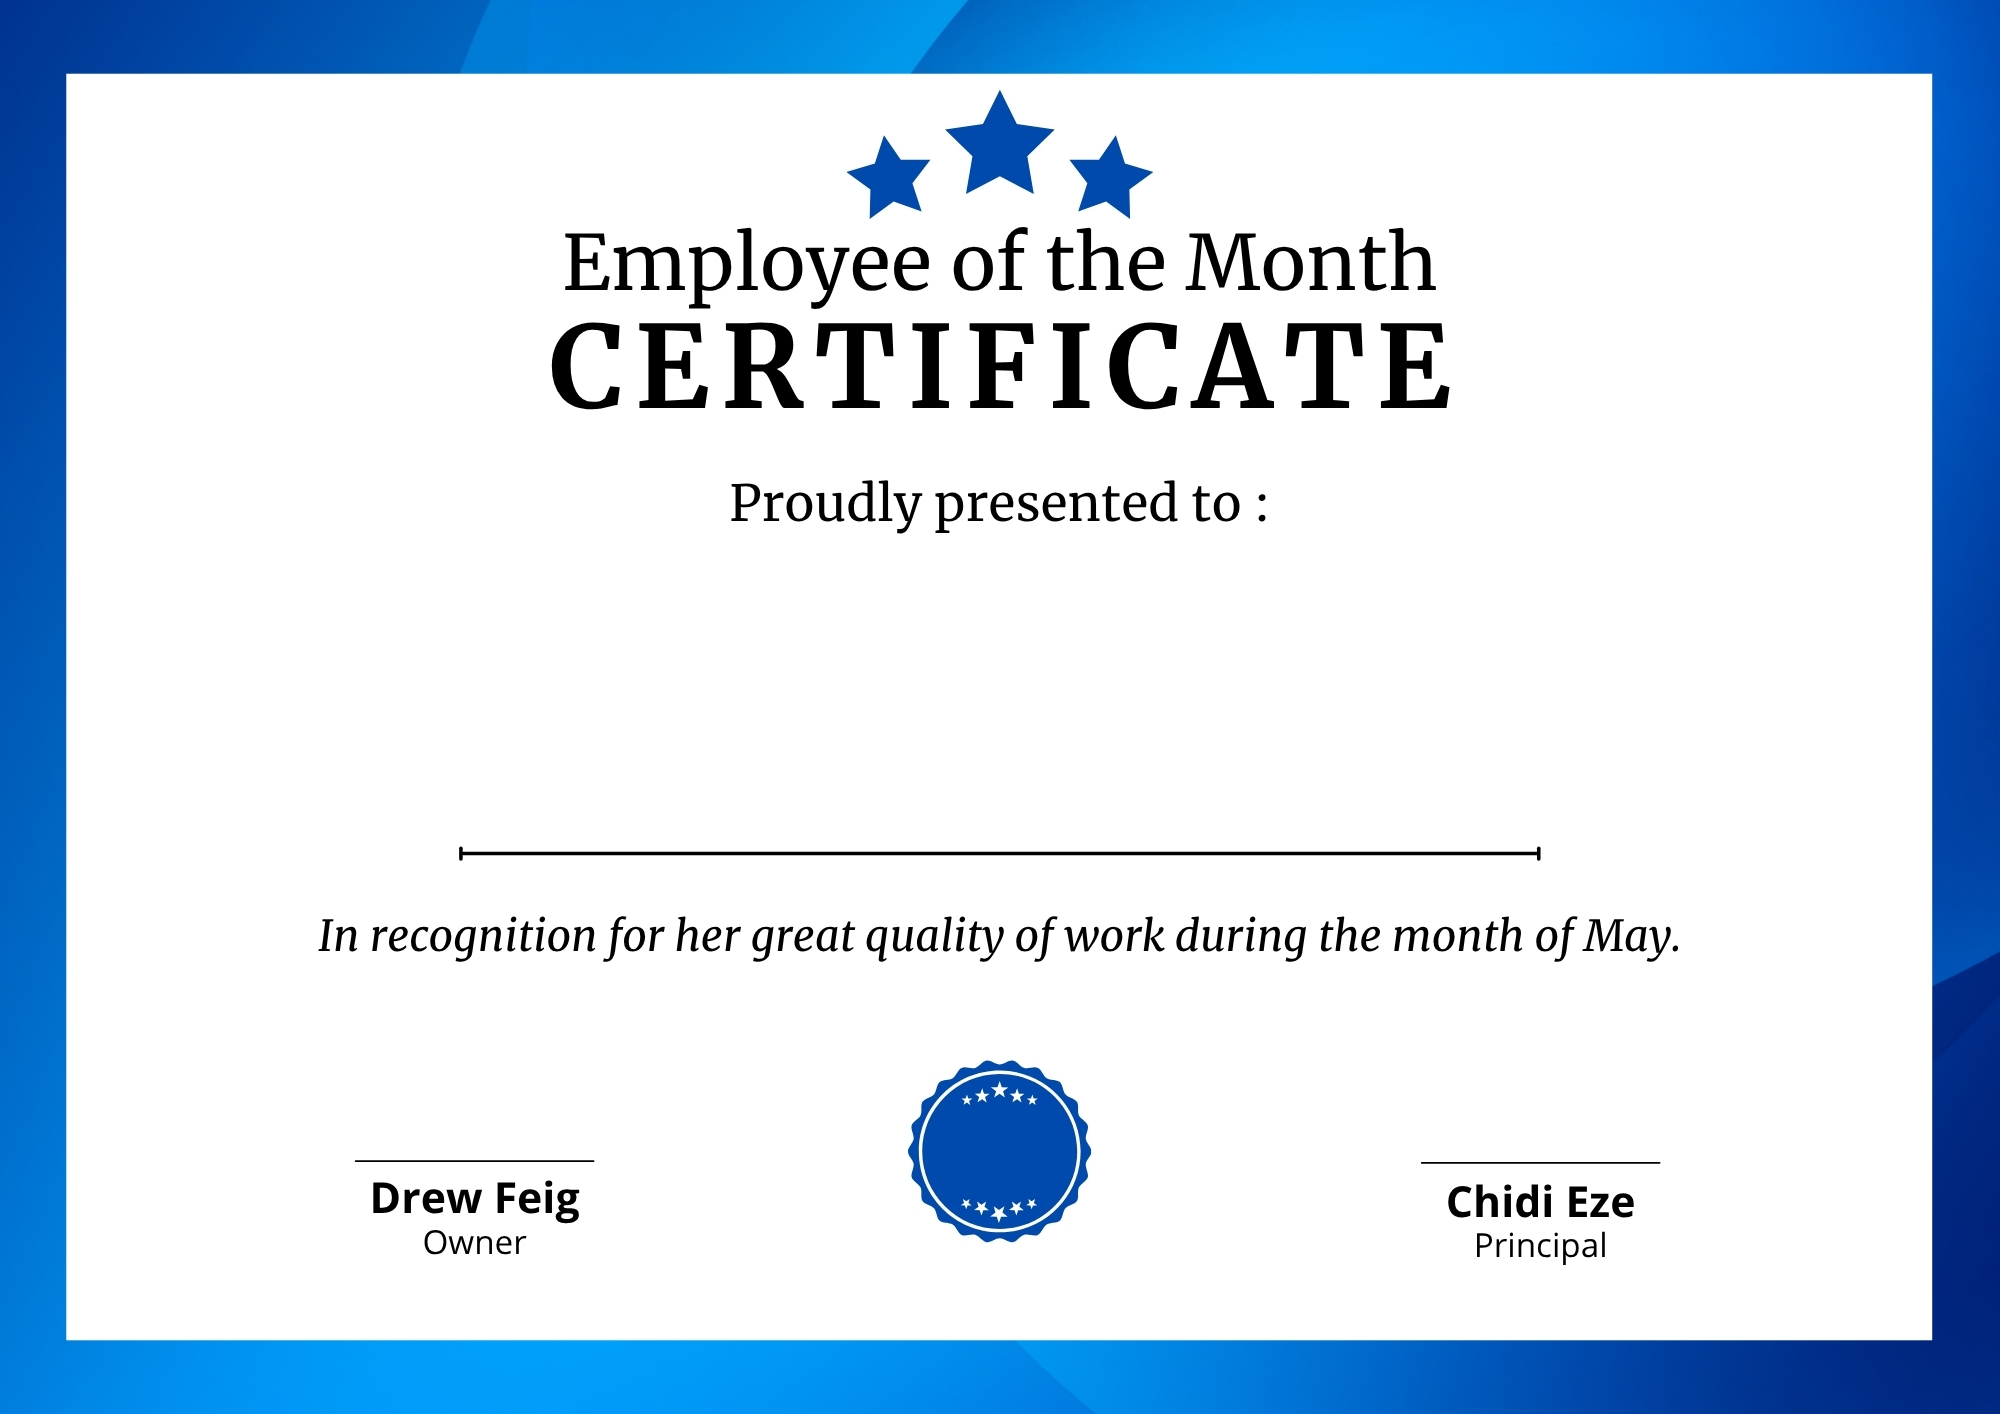 Employee of the Month
CERTIFICATE
Proudly presented to :
In recognition for her great quality of work during the month of May.
Drew Feig
Owner
Chidi Eze
Principal